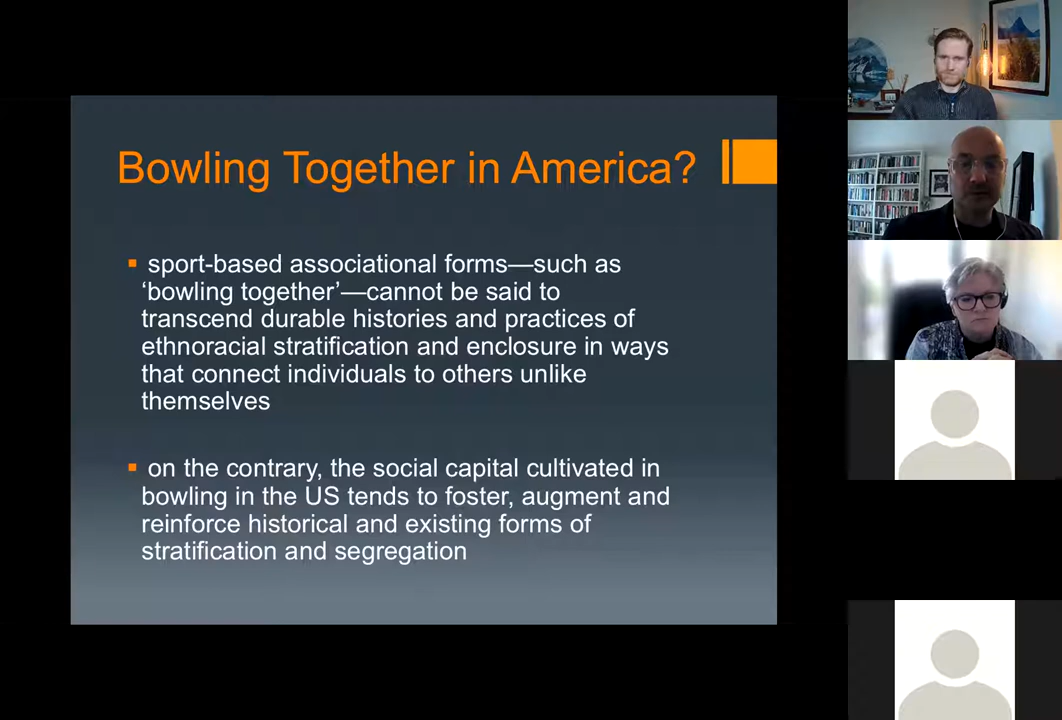 Bowling Together in America?
sport-based associational forms—such as
‘bowling together’—cannot be said to
transcend durable histories and practices of
ethnoracial stratification and enclosure in ways
that connect individuals to others unlike
themselves
on the contrary, the social capital cultivated in
bowling in the US tends to foster, augment and
reinforce historical and existing forms of
stratification and segregation